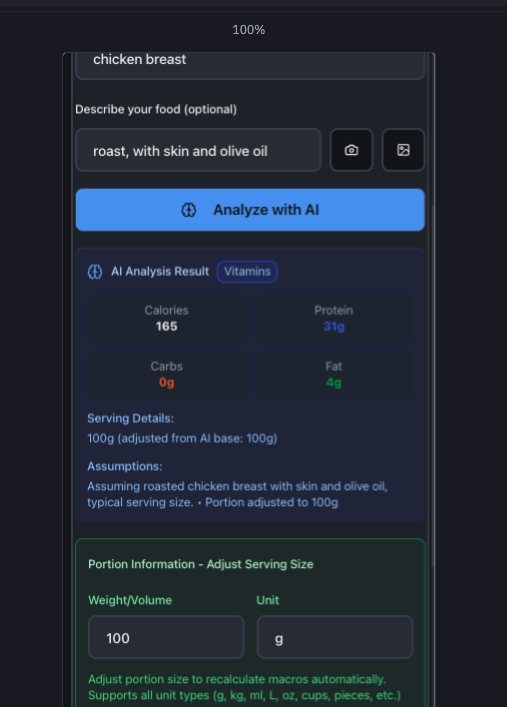 100%
chicken breast
Describe your food (optional)
roast, with skin and olive oil
Analyze with AI
AI Analysis Result Vitamins
Calories Protein
165 31g
Carbs Fat
0g 4g
Serving Details:
100g (adjusted from AI base: 100g)
Assumptions:
Assuming roasted chicken breast with skin and olive oil,
typical serving size. • Portion adjusted to 100g
Portion Information - Adjust Serving Size
Weight/Volume Unit
100 g
Adjust portion size to recalculate macros automatically.
Supports all unit types (g, kg, ml, L, oz, cups, pieces, etc.)